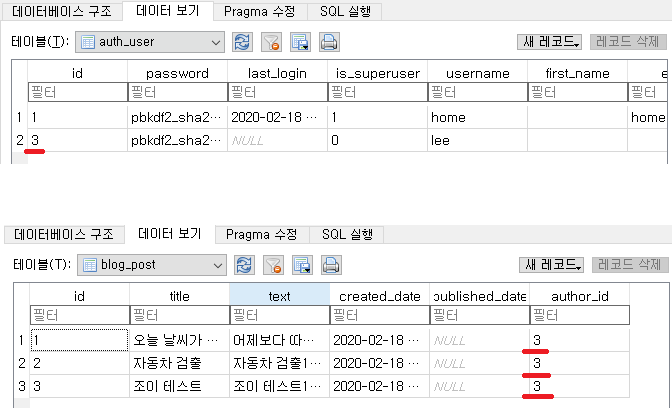 데이터베이스 구조 데이터 보기 Pragma 수정 SQL 실행
테이블(T): auth_user 새 레코드 레코드 삭제
id password last_login is_superuser username first_name e
필터 필터 필터 필터 필터 필터 필터
1 1 pbkdf2_sha2··· 2020-02-18 ··· 1 home home
2 3 pbkdf2_sha2··· NULL 0 lee
데이터베이스 구조 데이터 보기 Pragma 수정 SQL 실행
테이블(T): blog_post 새 레코드 레코드 삭제
id title text created_date published_date author_id
필터 필터 필터 필터 필터 필터
1 1 오늘 날씨가 ··· 어제보다 따··· 2020-02-18 ··· NULL 3
2 2 자동차 검출 자동차 검출1··· 2020-02-18 ··· NULL 3
3 3 조이 테스트 조이 테스트1··· 2020-02-18 ··· NULL 3